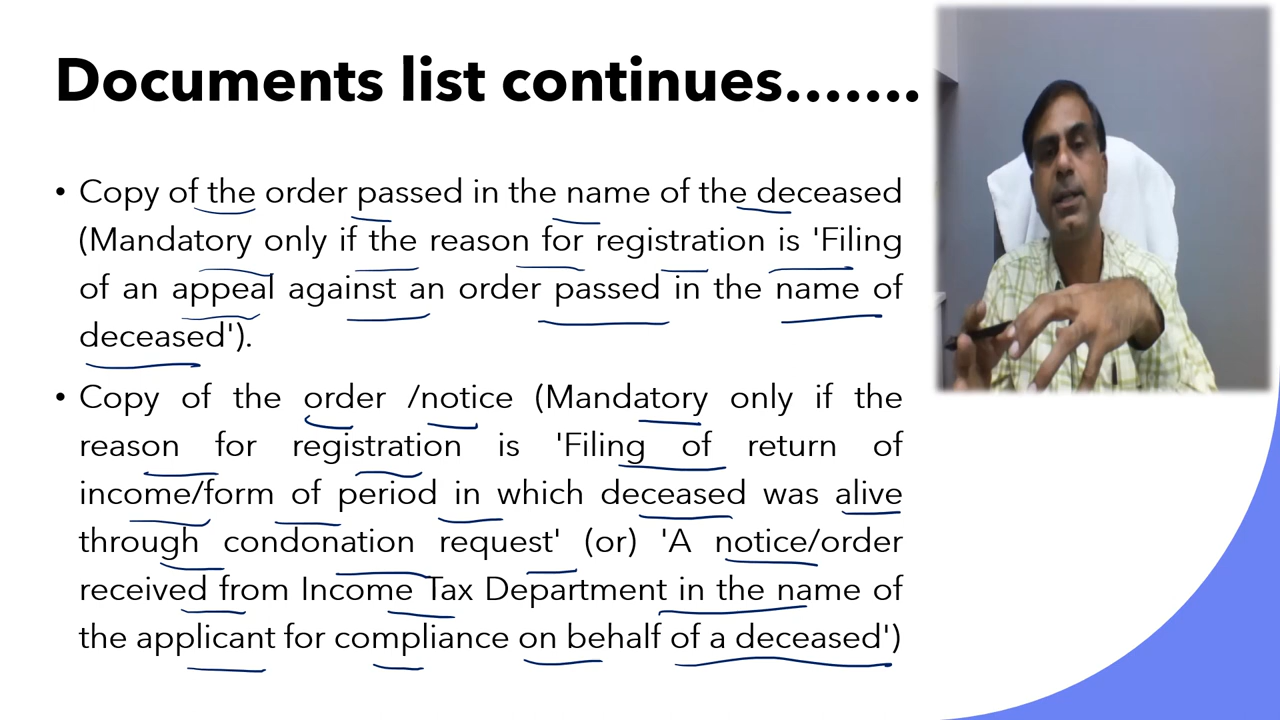 Documents list continues.......
• Copy of the order passed in the name of the deceased
(Mandatory only if the reason for registration is 'Filing
of an appeal against an order passed in the name of
deceased').
• Copy of the order /notice (Mandatory only if the
reason for registration is 'Filing of return of
income/form of period in which deceased was alive
through condonation request' (or) 'A notice/order
received from Income Tax Department in the name of
the applicant for compliance on behalf of a deceased')